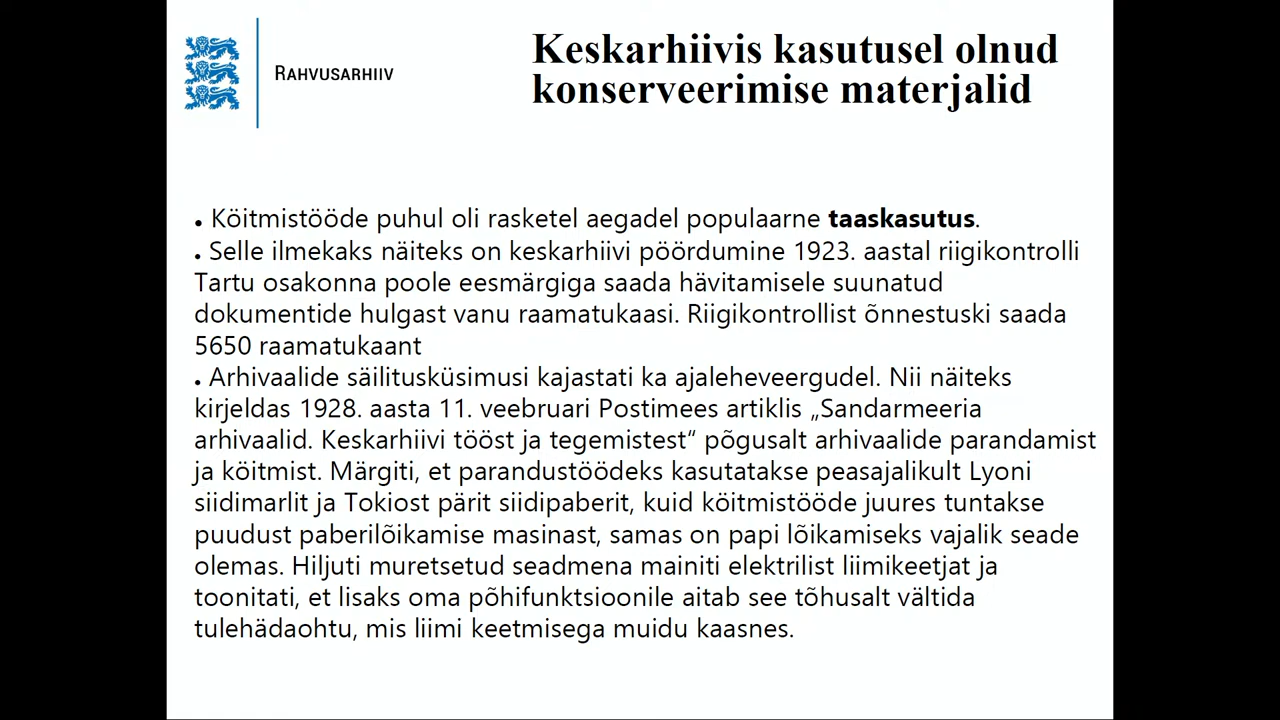 RAHVUSARHIIV
Keskarhiivis kasutusel olnud
konserveerimise materjalid
• Köitmistööde puhul oli rasketel aegadel populaarne taaskasutus.
• Selle ilmekaks näiteks on keskarhiivi pöördumine 1923. aastal riigikontrolli
Tartu osakonna poole eesmärgiga saada hävitamisele suunatud
dokumentide hulgast vanu raamatukaasi. Riigikontrollist õnnestuski saada
5650 raamatukaant
• Arhivaalide säilitusküsimusi kajastati ka ajaleheveergudel. Nii näiteks
kirjeldas 1928. aasta 11. veebruari Postimees artiklis „Sandarmeeria
arhivaalid. Keskarhiivi tööst ja tegemistest“ põgusalt arhivaalide parandamist
ja köitmist. Märgiti, et parandustöödeks kasutatakse peasajalikult Lyoni
siidimarlit ja Tokiost pärit siidipaberit, kuid köitmistööde juures tuntakse
puudust paberilõikamise masinast, samas on papi lõikamiseks vajalik seade
olemas. Hiljuti muretsetud seadmena mainiti elektrilist liimikeetjat ja
toonitati, et lisaks oma põhifunktsioonile aitab see tõhusalt vältida
tulehädaohtu, mis liimi keetmisega muidu kaasnes.